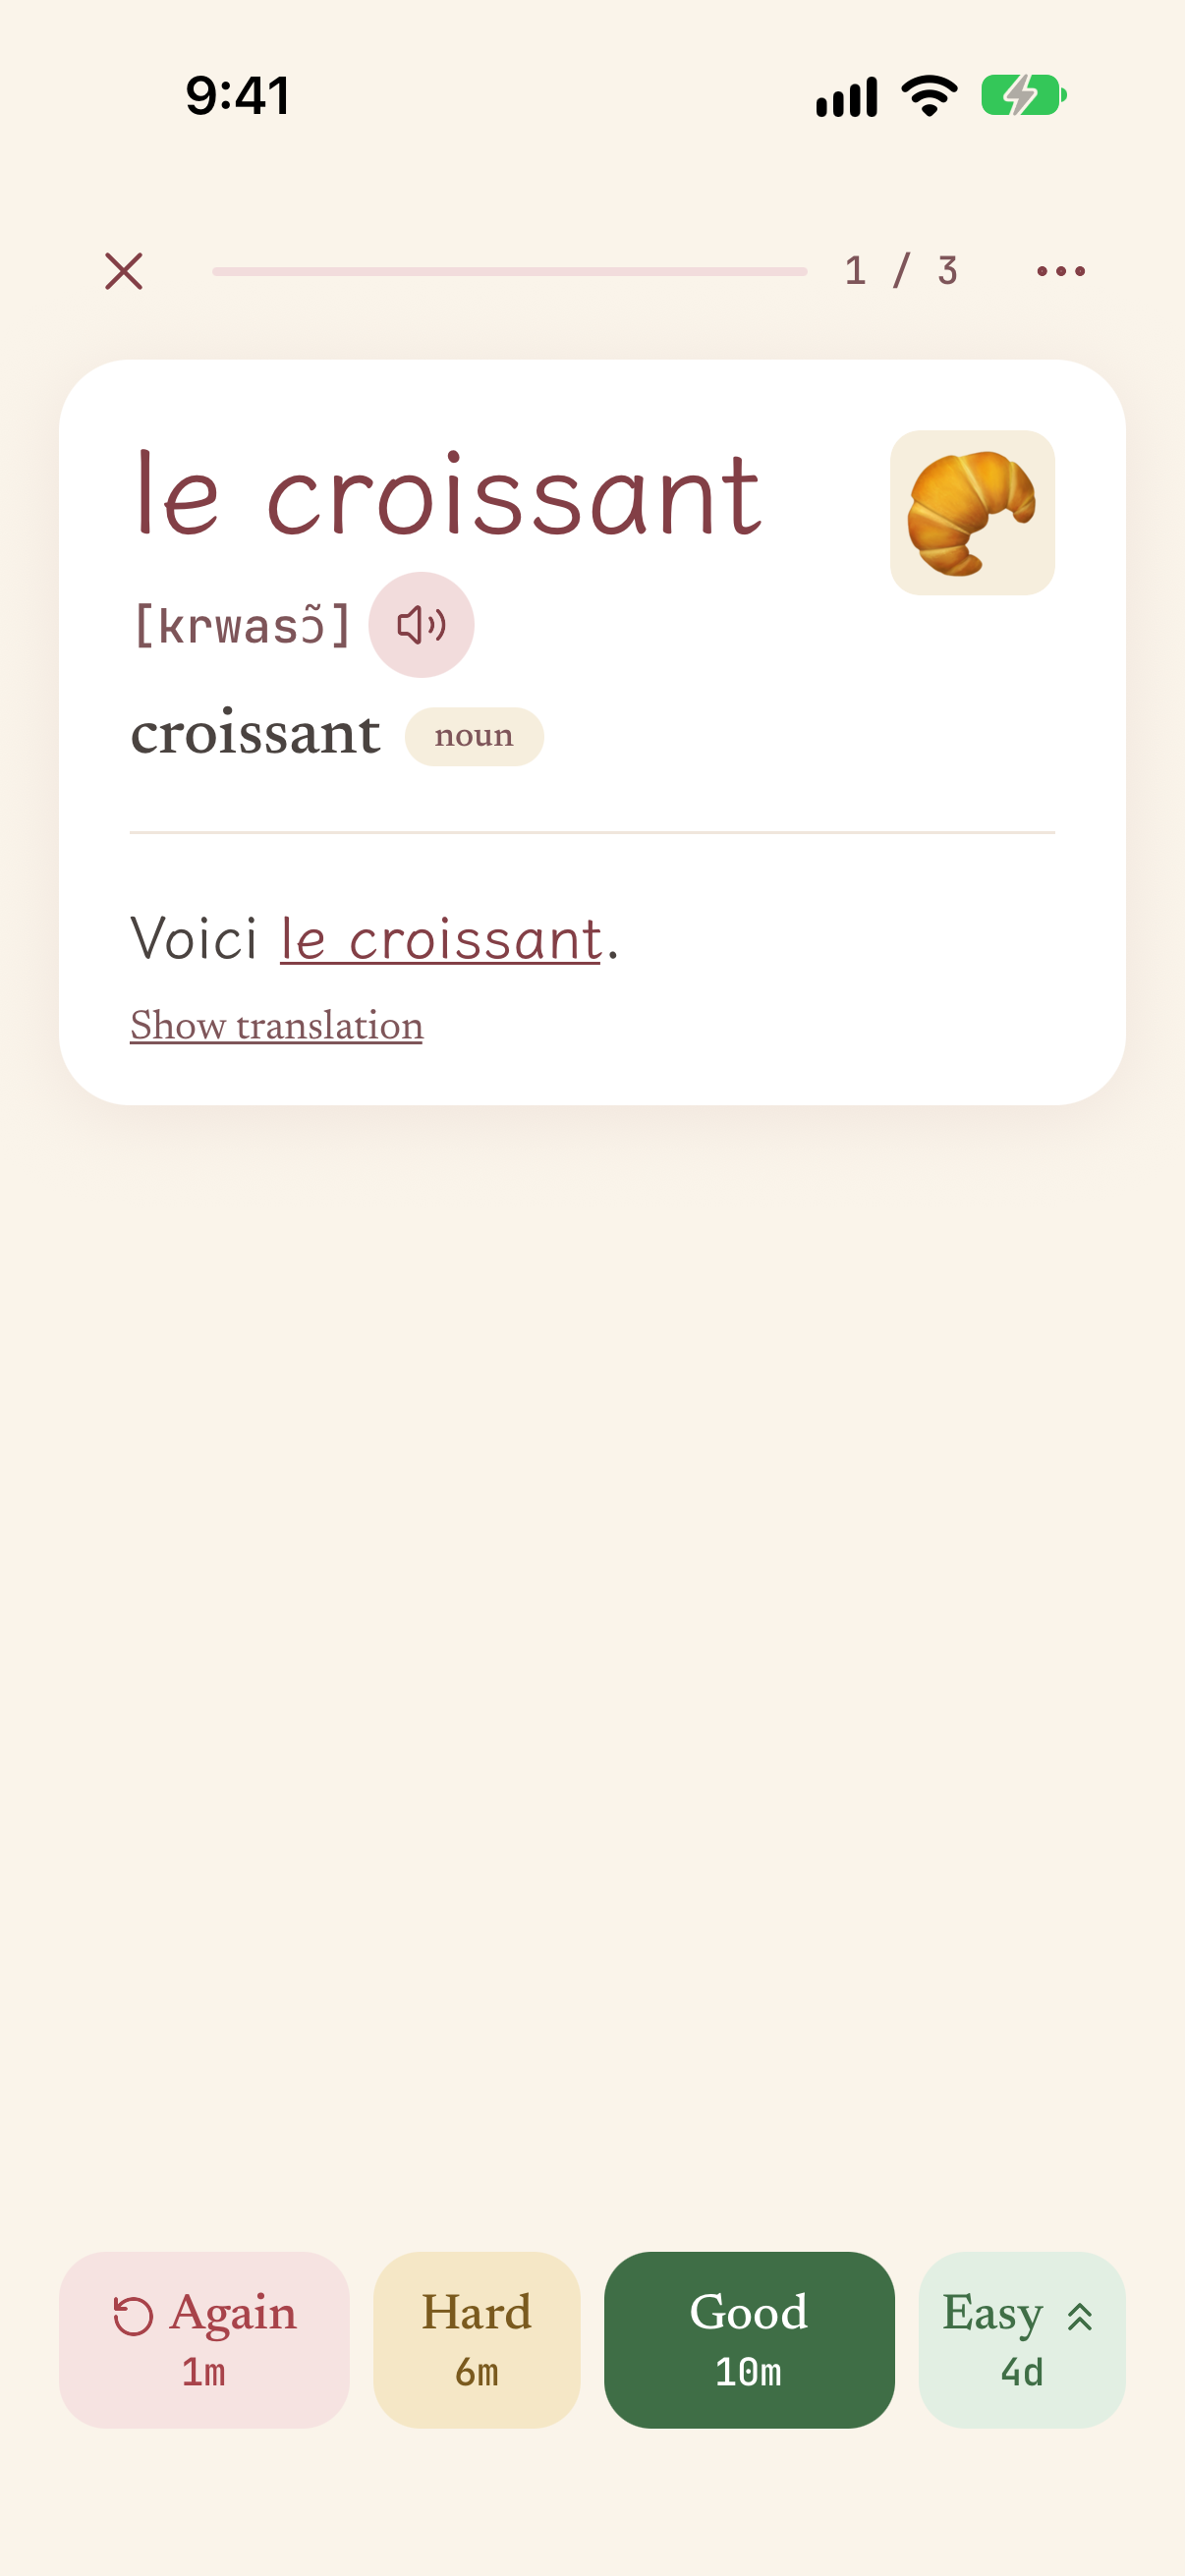 9:41
1 / 3
le croissant
[krwasɔ̃]
croissant noun
Voici le croissant.
Show translation
Again Hard Good Easy
1m 6m 10m 4d